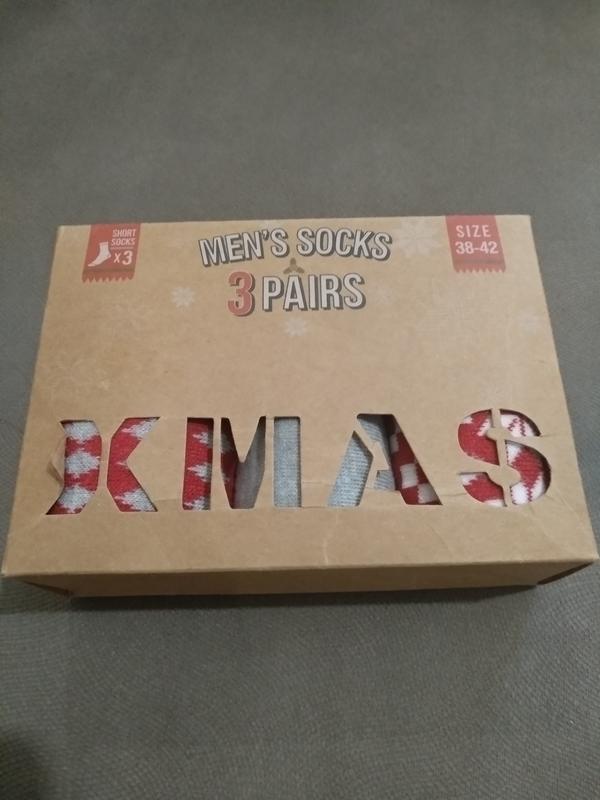 SHORT
SOCKS
x3
MEN'S SOCKS
3 PAIRS
SIZE
38-42
XMAS